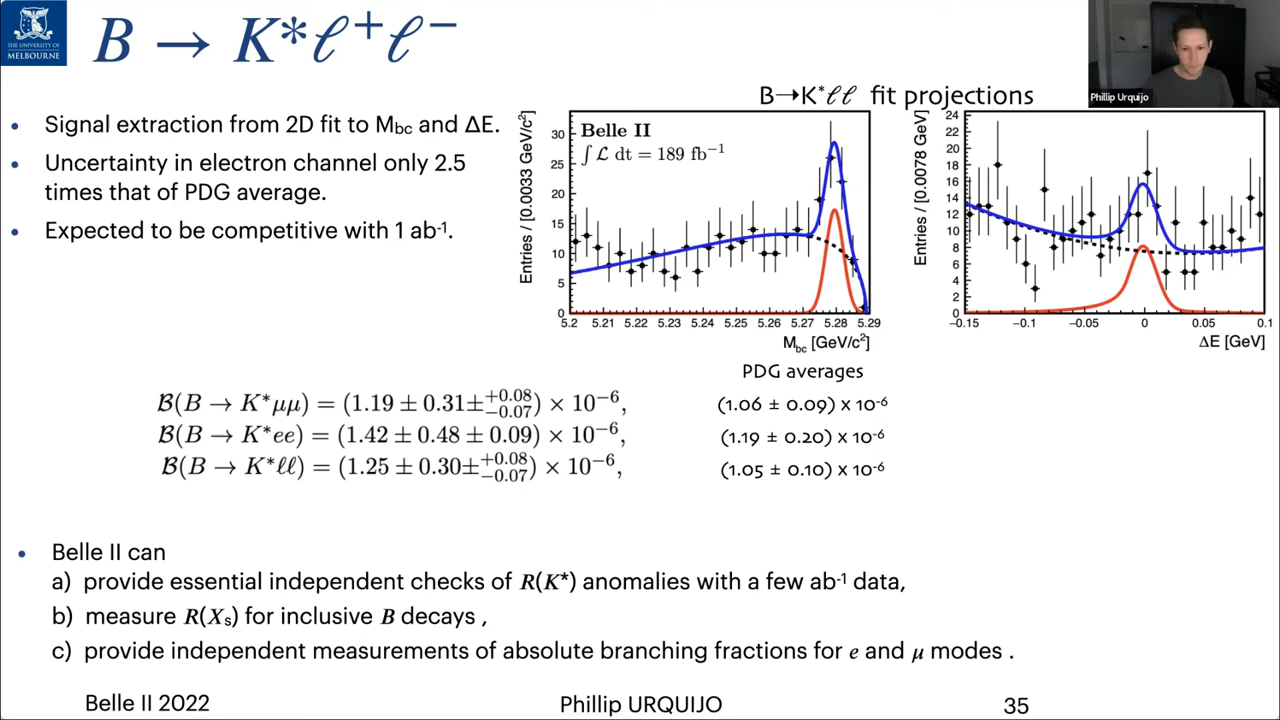 THE UNIVERSITY OF
MELBOURNE
B → K*ℓ⁺ℓ⁻
Phillip Urquijo
• Signal extraction from 2D fit to Mbc and ΔE.
• Uncertainty in electron channel only 2.5
times that of PDG average.
• Expected to be competitive with 1 ab⁻¹.
B→K*ℓℓ fit projections
Entries / [0.0033 GeV/c²]
Belle II
∫ℒ dt = 189 fb⁻¹
30
25
20
15
10
5
0
5.2 5.21 5.22 5.23 5.24 5.25 5.26 5.27 5.28 5.29
Mbc [GeV/c²]
Entries / [0.0078 GeV]
24
22
20
18
16
14
12
10
8
6
4
2
0
−0.15 −0.1 −0.05 0 0.05 0.1
ΔE [GeV]
PDG averages
ℬ(B → K*μμ) = (1.19 ± 0.31±+0.08−0.07) × 10⁻⁶, (1.06 ± 0.09) x 10⁻⁶
ℬ(B → K*ee) = (1.42 ± 0.48 ± 0.09) × 10⁻⁶, (1.19 ± 0.20) x 10⁻⁶
ℬ(B → K*ℓℓ) = (1.25 ± 0.30±+0.08−0.07) × 10⁻⁶, (1.05 ± 0.10) x 10⁻⁶
• Belle II can
a) provide essential independent checks of R(K*) anomalies with a few ab⁻¹ data,
b) measure R(Xs) for inclusive B decays ,
c) provide independent measurements of absolute branching fractions for e and μ modes .
Belle II 2022 Phillip URQUIJO 35